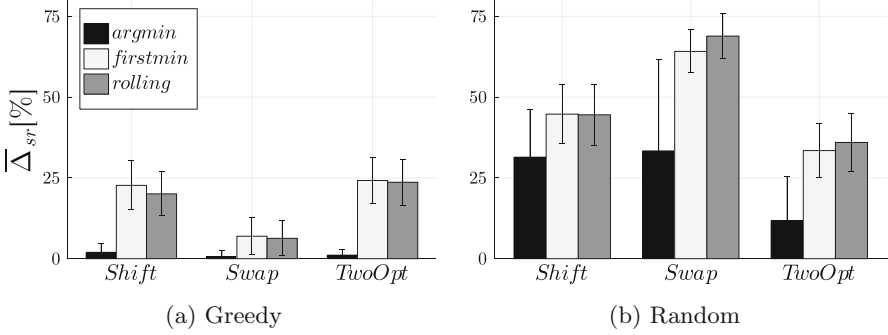 75
50
25
0
Δ̅sr[%]
argmin
firstmin
rolling
Shift
Swap
TwoOpt
(a) Greedy
75
50
25
0
Shift
Swap
TwoOpt
(b) Random